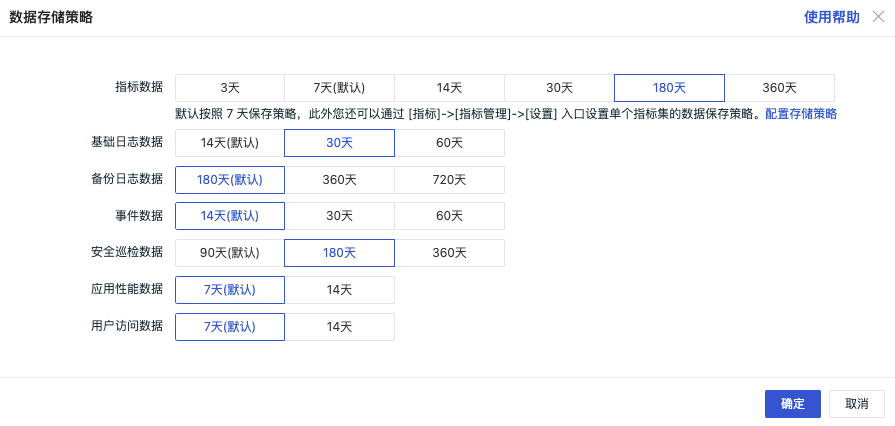 数据存储策略 使用帮助
指标数据 3天 7天(默认) 14天 30天 180天 360天
默认按照 7 天保存策略，此外您还可以通过 [指标]->[指标管理]->[设置] 入口设置单个指标集的数据保存策略。配置存储策略
基础日志数据 14天(默认) 30天 60天
备份日志数据 180天(默认) 360天 720天
事件数据 14天(默认) 30天 60天
安全巡检数据 90天(默认) 180天 360天
应用性能数据 7天(默认) 14天
用户访问数据 7天(默认) 14天
确定 取消